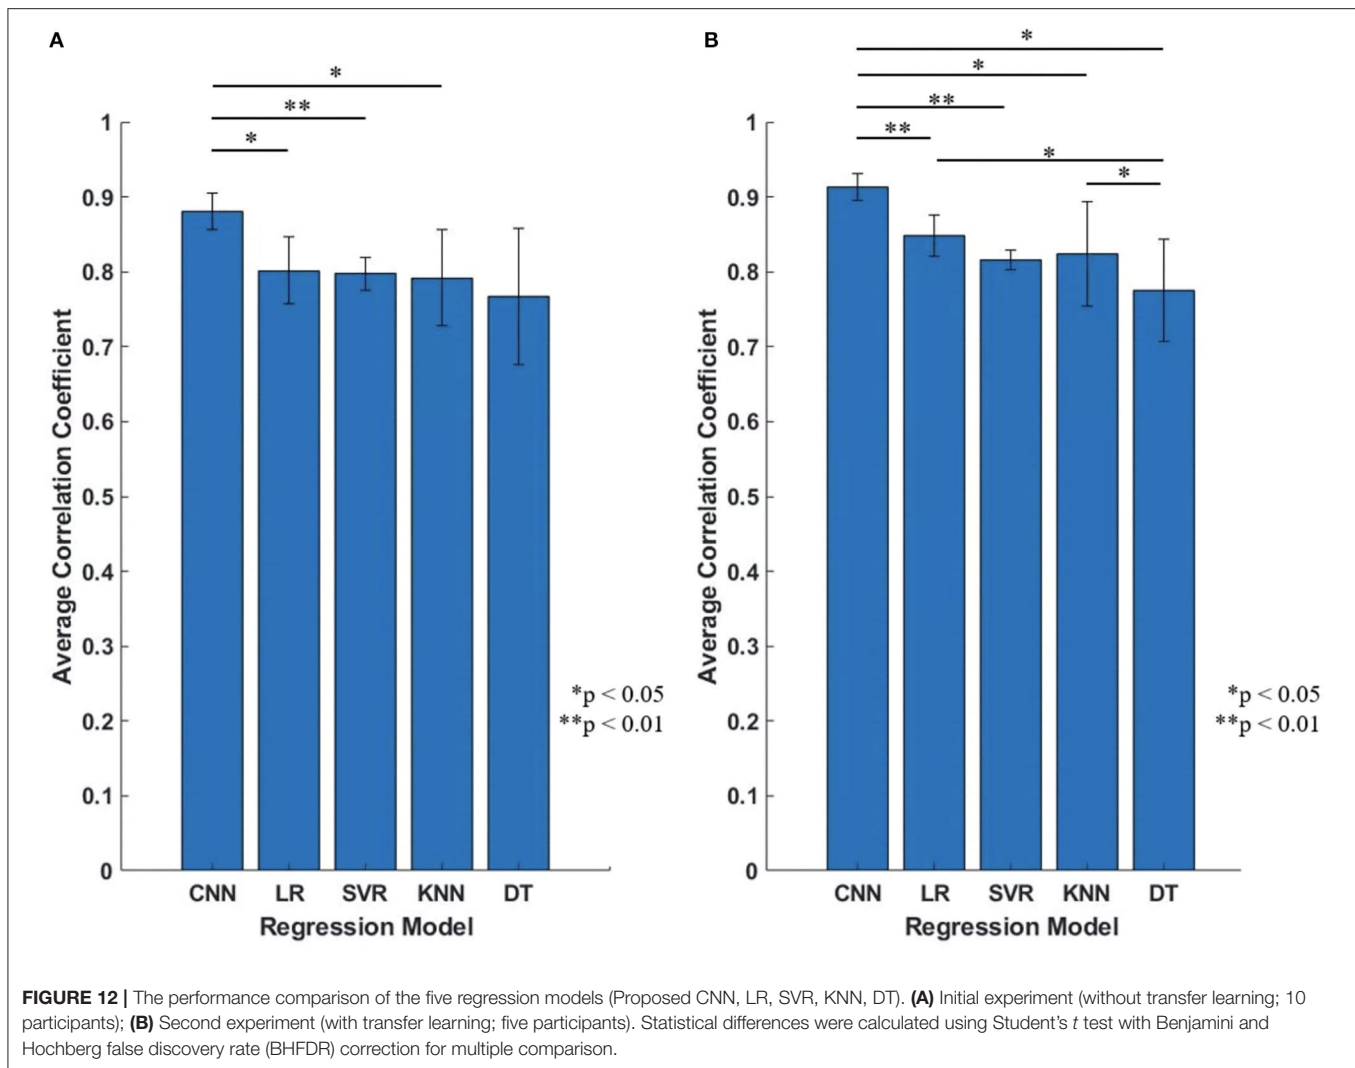 A
B
*
**
*
*
*
**
**
*
*
1
0.9
0.8
0.7
0.6
0.5
0.4
0.3
0.2
0.1
0
Average Correlation Coefficient
*p < 0.05
**p < 0.01
CNN LR SVR KNN DT
Regression Model
1
0.9
0.8
0.7
0.6
0.5
0.4
0.3
0.2
0.1
0
Average Correlation Coefficient
*p < 0.05
**p < 0.01
CNN LR SVR KNN DT
Regression Model
FIGURE 12 | The performance comparison of the five regression models (Proposed CNN, LR, SVR, KNN, DT). (A) Initial experiment (without transfer learning; 10
participants); (B) Second experiment (with transfer learning; five participants). Statistical differences were calculated using Student’s t test with Benjamini and
Hochberg false discovery rate (BHFDR) correction for multiple comparison.